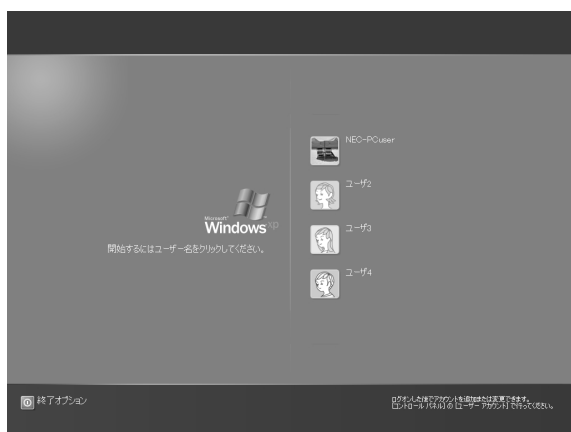 Microsoft
Windows xp
開始するにはユーザー名をクリックしてください。
NEC-PCuser
ユーザ2
ユーザ3
ユーザ4
終了オプション
ログオンした後でアカウントを追加または変更できます。
[コントロール パネル] の [ユーザー アカウント] で行ってください。